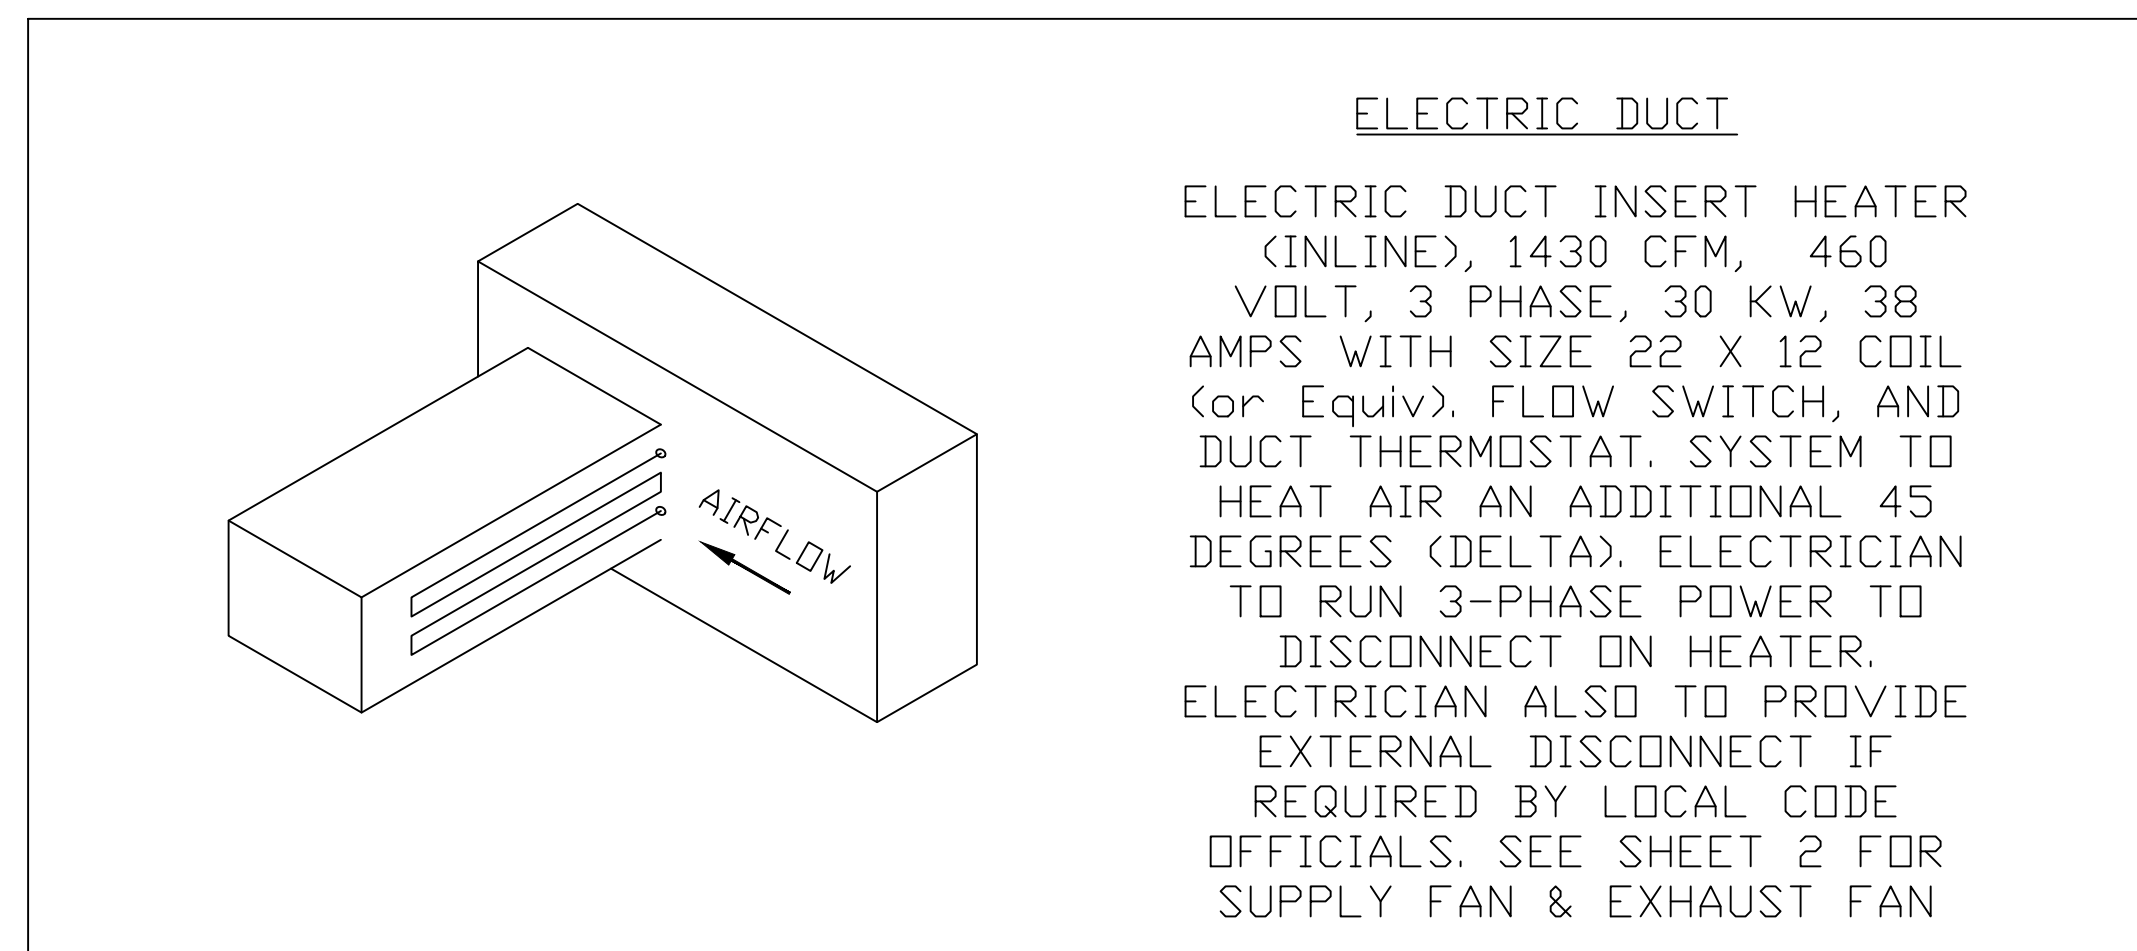 ELECTRIC DUCT
ELECTRIC DUCT INSERT HEATER
(INLINE), 1430 CFM, 460
VOLT, 3 PHASE, 30 KW, 38
AMPS WITH SIZE 22 X 12 COIL
(or Equiv). FLOW SWITCH, AND
DUCT THERMOSTAT. SYSTEM TO
HEAT AIR AN ADDITIONAL 45
DEGREES (DELTA). ELECTRICIAN
TO RUN 3-PHASE POWER TO
DISCONNECT ON HEATER.
ELECTRICIAN ALSO TO PROVIDE
EXTERNAL DISCONNECT IF
REQUIRED BY LOCAL CODE
OFFICIALS. SEE SHEET 2 FOR
SUPPLY FAN & EXHAUST FAN
AIRFLOW